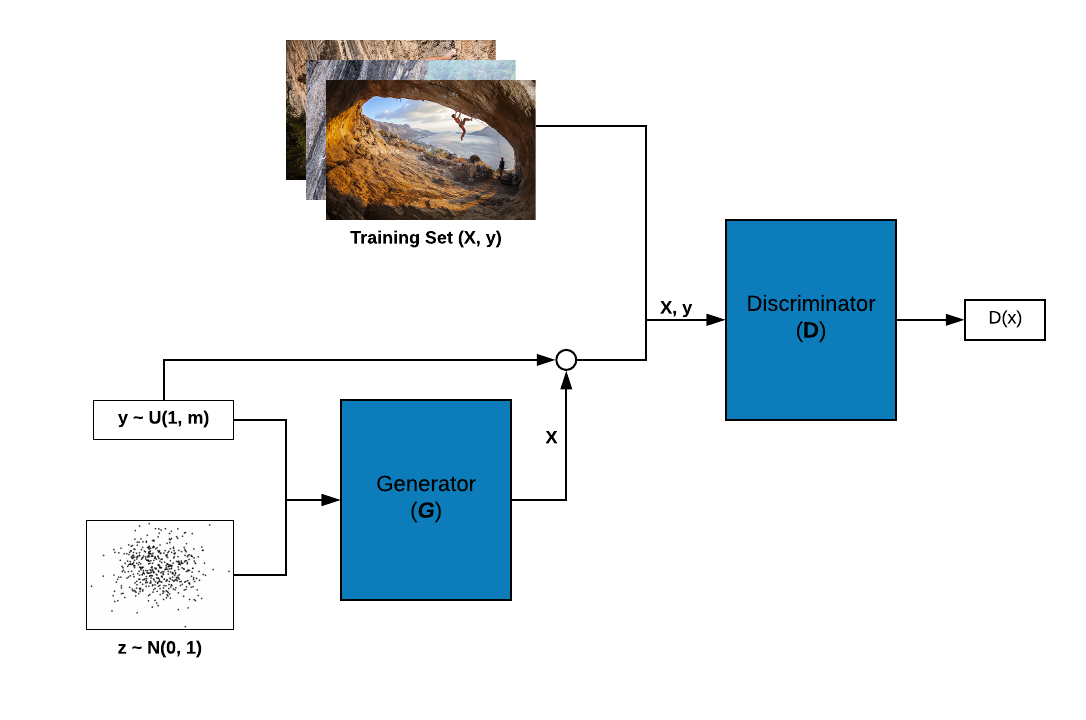 Training Set (X, y)
X, y
Discriminator
(D)
D(x)
y ~ U(1, m)
X
Generator
(G)
z ~ N(0, 1)